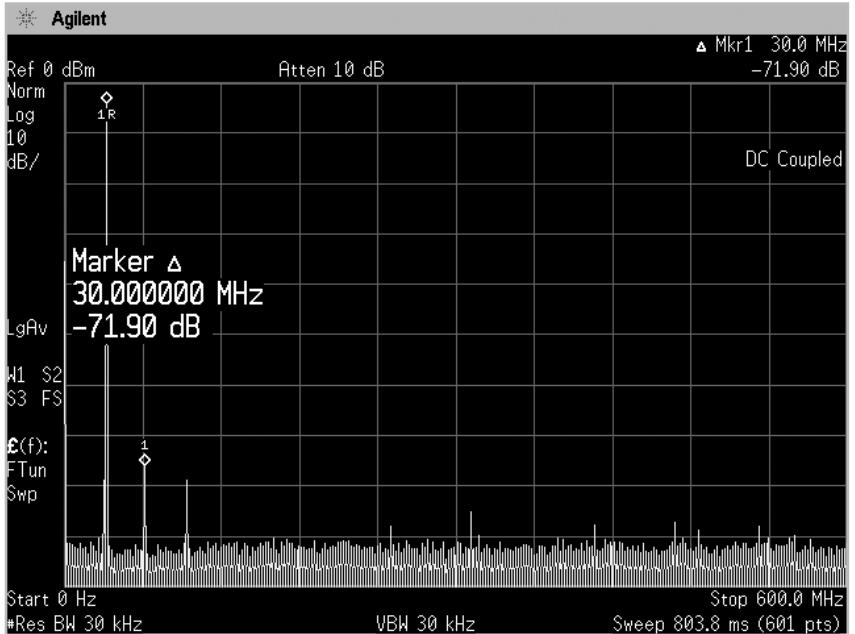 Agilent
Δ Mkr1 30.0 MHz
Ref 0 dBm Atten 10 dB -71.90 dB
Norm
Log
10
dB/
1R
DC Coupled
Marker Δ
30.000000 MHz
-71.90 dB
LgAv
W1 S2
S3 FS
£(f):
FTun
Swp
1
Start 0 Hz Stop 600.0 MHz
#Res BW 30 kHz VBW 30 kHz Sweep 803.8 ms (601 pts)